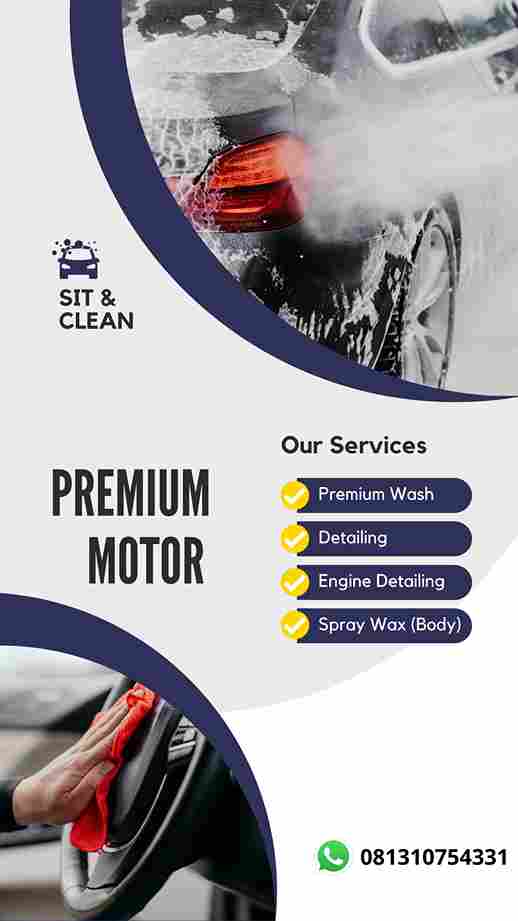 SIT &
CLEAN
PREMIUM
MOTOR
Our Services
Premium Wash
Detailing
Engine Detailing
Spray Wax (Body)
081310754331